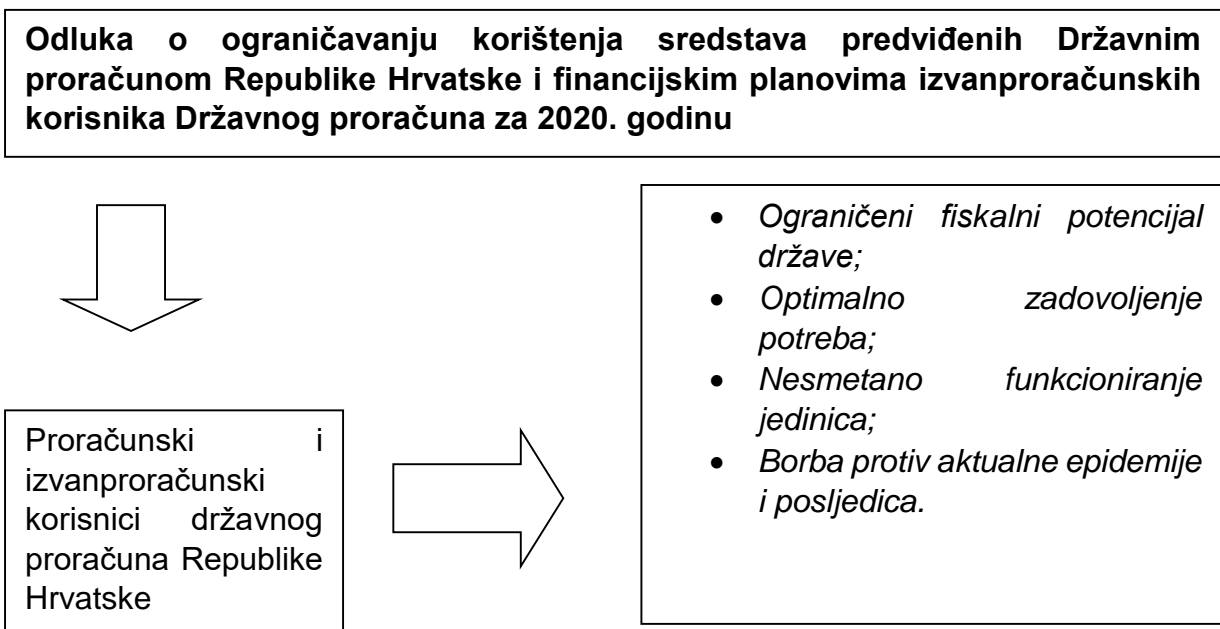 Odluka o ograničavanju korištenja sredstava predviđenih Državnim
proračunom Republike Hrvatske i financijskim planovima izvanproračunskih
korisnika Državnog proračuna za 2020. godinu
Proračunski i
izvanproračunski
korisnici državnog
proračuna Republike
Hrvatske
• Ograničeni fiskalni potencijal
države;
• Optimalno zadovoljenje
potreba;
• Nesmetano funkcioniranje
jedinica;
• Borba protiv aktualne epidemije
i posljedica.